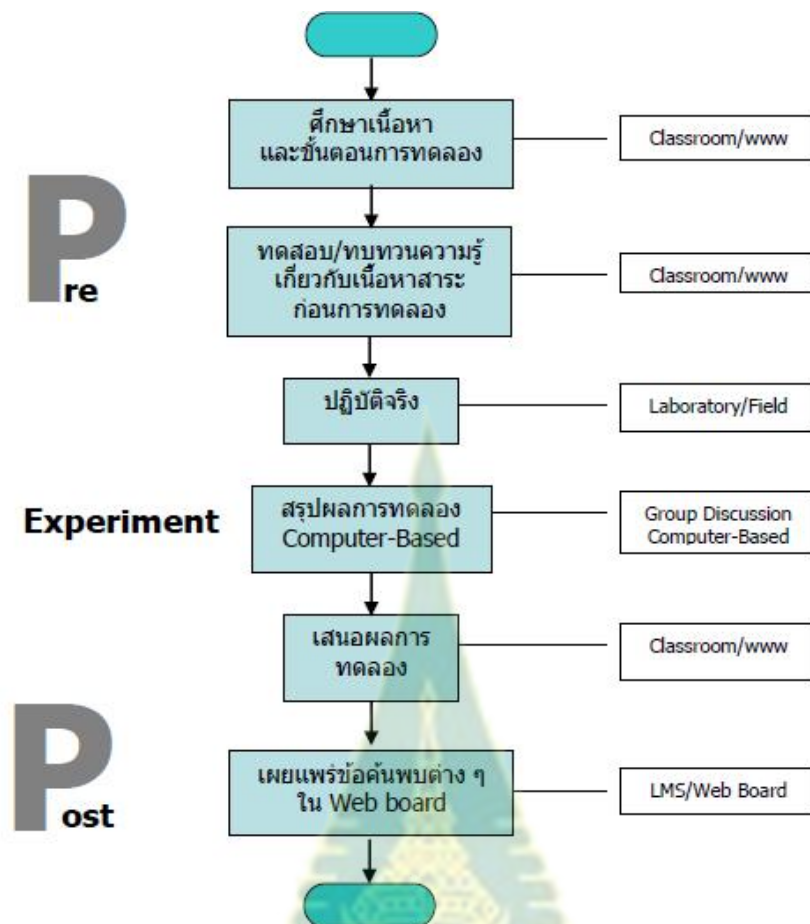 ศึกษาเนื้อหา
และขั้นตอนการทดลอง
Classroom/www
Pre
ทดสอบ/ทบทวนความรู้
เกี่ยวกับเนื้อหาสาระ
ก่อนการทดลอง
Classroom/www
ปฏิบัติจริง
Laboratory/Field
Experiment
สรุปผลการทดลอง
Computer-Based
Group Discussion
Computer-Based
เสนอผลการ
ทดลอง
Classroom/www
Post
เผยแพร่ข้อค้นพบต่าง ๆ
ใน Web board
LMS/Web Board